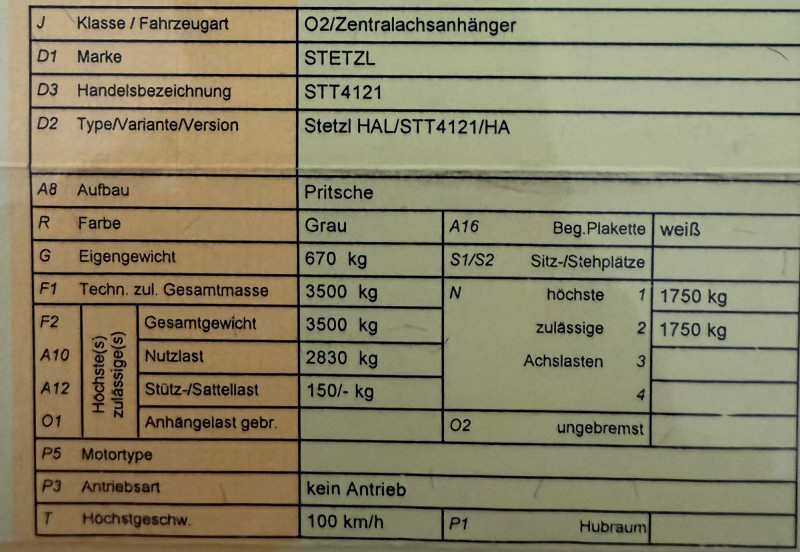 J Klasse / Fahrzeugart O2/Zentralachsanhänger
D1 Marke STETZL
D3 Handelsbezeichnung STT4121
D2 Type/Variante/Version Stetzl HAL/STT4121/HA
A8 Aufbau Pritsche
R Farbe Grau A16 Beg.Plakette weiß
G Eigengewicht 670 kg S1/S2 Sitz-/Stehplätze
F1 Techn. zul. Gesamtmasse 3500 kg N höchste 1 1750 kg
Höchste(s)
zulässige(s)
F2 Gesamtgewicht 3500 kg zulässige 2 1750 kg
A10 Nutzlast 2830 kg Achslasten 3
A12 Stütz-/Sattellast 150/- kg 4
O1 Anhängelast gebr. O2 ungebremst
P5 Motortype
P3 Antriebsart kein Antrieb
T Höchstgeschw. 100 km/h P1 Hubraum